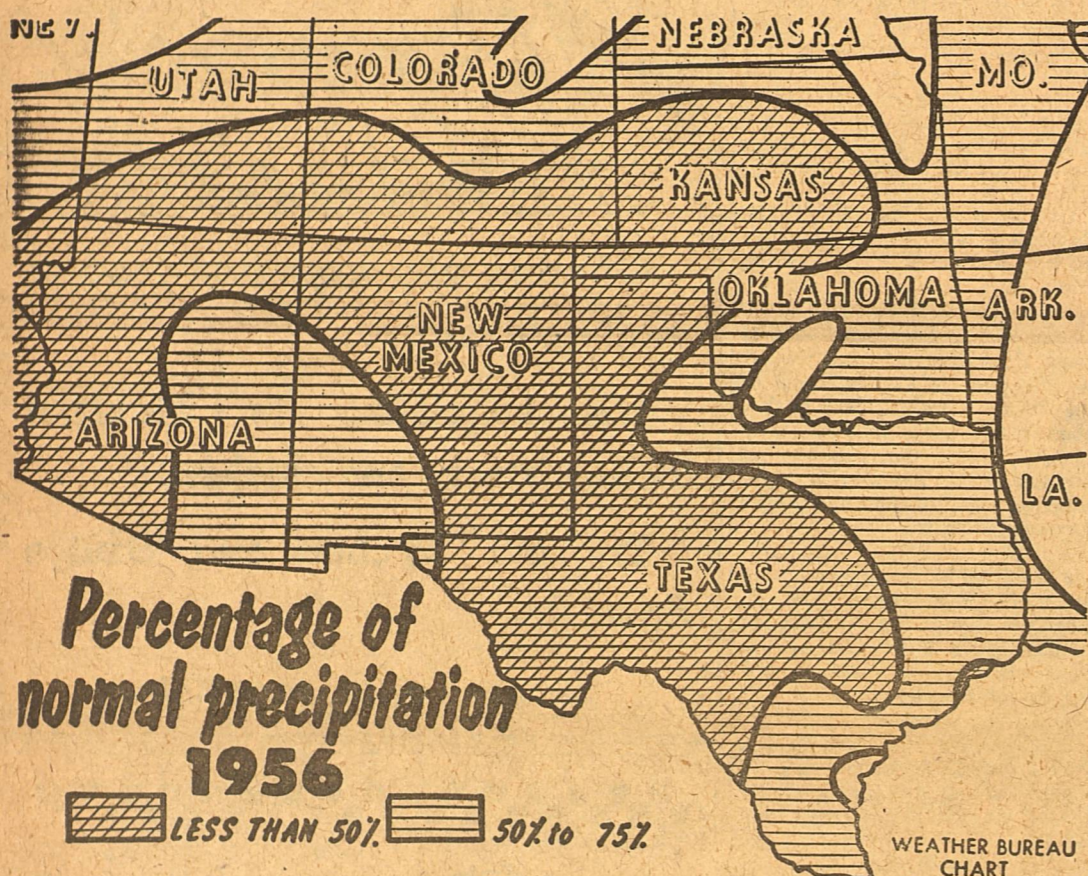 NEV.
UTAH
COLORADO
NEBRASKA
MO.
KANSAS
OKLAHOMA
ARK.
NEW
MEXICO
ARIZONA
LA.
TEXAS
Percentage of
normal precipitation
1956
LESS THAN 50%.
50% to 75%.
WEATHER BUREAU
CHART